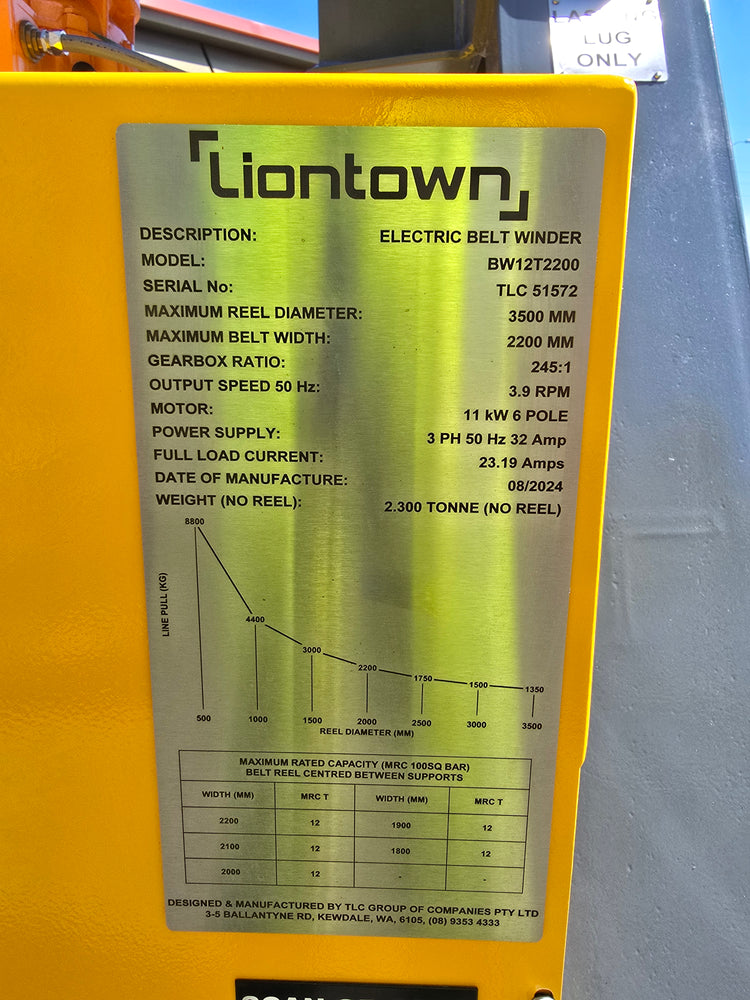 LUG
ONLY
Liontown
DESCRIPTION: ELECTRIC BELT WINDER
MODEL: BW12T2200
SERIAL No: TLC 51572
MAXIMUM REEL DIAMETER: 3500 MM
MAXIMUM BELT WIDTH: 2200 MM
GEARBOX RATIO: 245:1
OUTPUT SPEED 50 Hz: 3.9 RPM
MOTOR: 11 kW 6 POLE
POWER SUPPLY: 3 PH 50 Hz 32 Amp
FULL LOAD CURRENT: 23.19 Amps
DATE OF MANUFACTURE: 08/2024
WEIGHT (NO REEL): 2.300 TONNE (NO REEL)
8800
4400
3000
2200
1750
1500
1350
LINE PULL (KG)
500 1000 1500 2000 2500 3000 3500
REEL DIAMETER (MM)
MAXIMUM RATED CAPACITY (MRC 100SQ BAR)
BELT REEL CENTRED BETWEEN SUPPORTS
WIDTH (MM) MRC T WIDTH (MM) MRC T
2200 12 1900 12
2100 12 1800 12
2000 12 - -
DESIGNED & MANUFACTURED BY TLC GROUP OF COMPANIES PTY LTD
3-5 BALLANTYNE RD, KEWDALE, WA, 6105, (08) 9353 4333